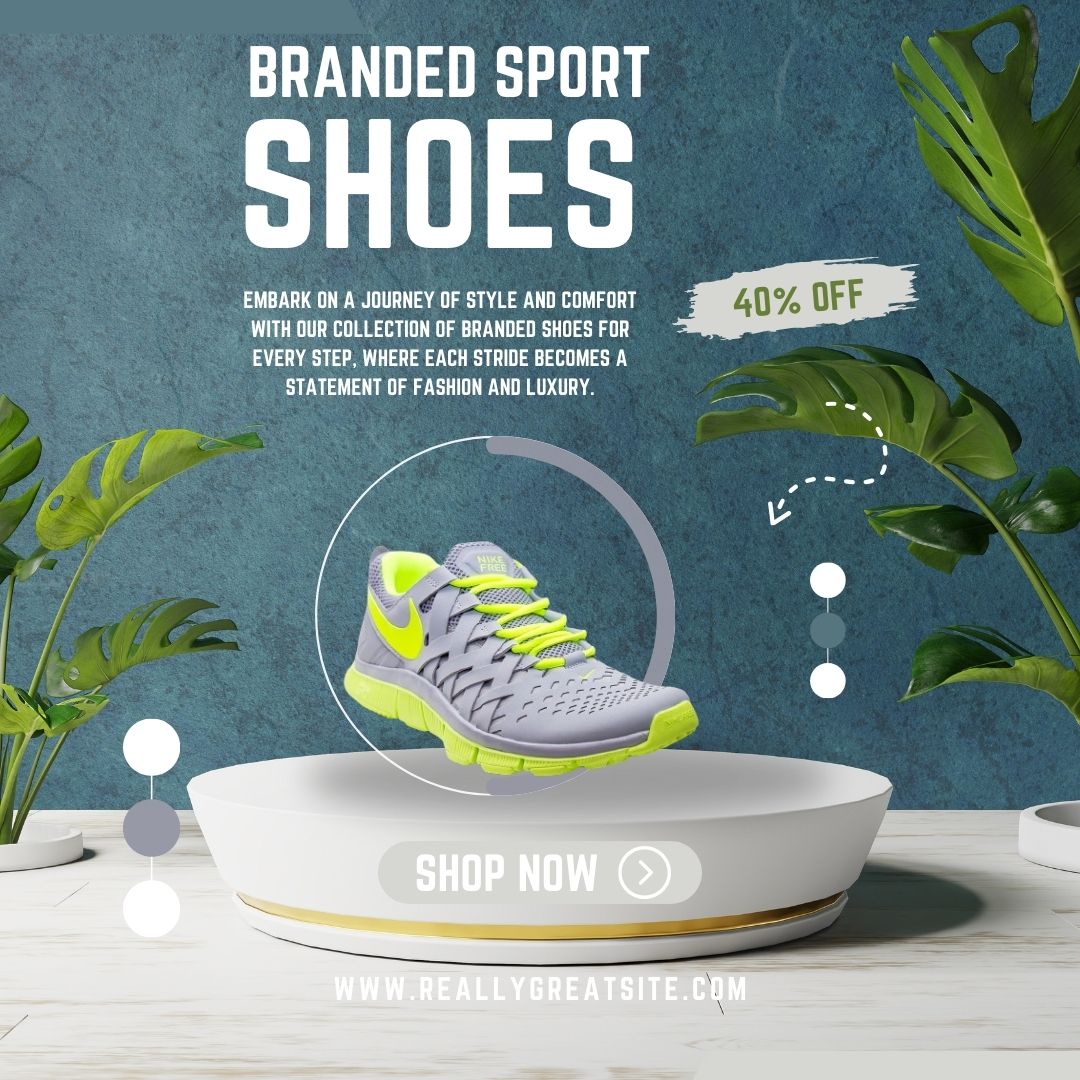 BRANDED SPORT
SHOES
EMBARK ON A JOURNEY OF STYLE AND COMFORT
WITH OUR COLLECTION OF BRANDED SHOES FOR
EVERY STEP, WHERE EACH STRIDE BECOMES A
STATEMENT OF FASHION AND LUXURY.
40% OFF
NIKE
FREE
SHOP NOW
WWW.REALLYGREATSITE.COM